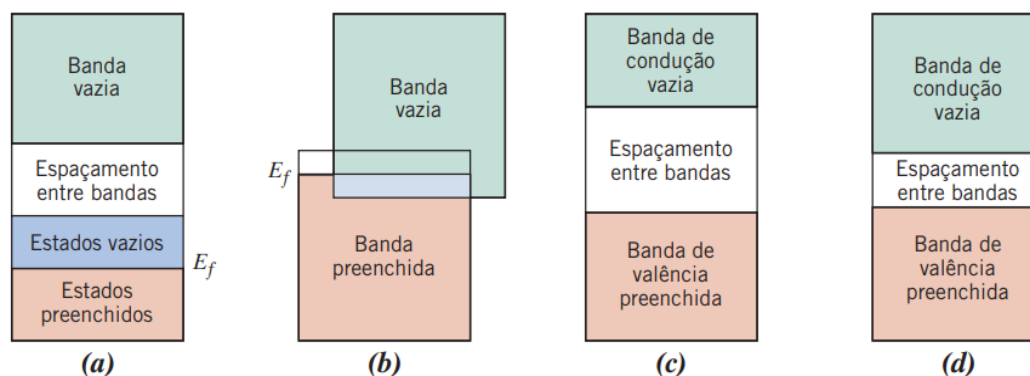 Banda
vazia
Espaçamento
entre bandas
Estados vazios
E_f
Estados
preenchidos
(a)
Banda
vazia
E_f
Banda
preenchida
(b)
Banda de
condução
vazia
Espaçamento
entre bandas
Banda de
valência
preenchida
(c)
Banda de
condução
vazia
Espaçamento
entre bandas
Banda de
valência
preenchida
(d)